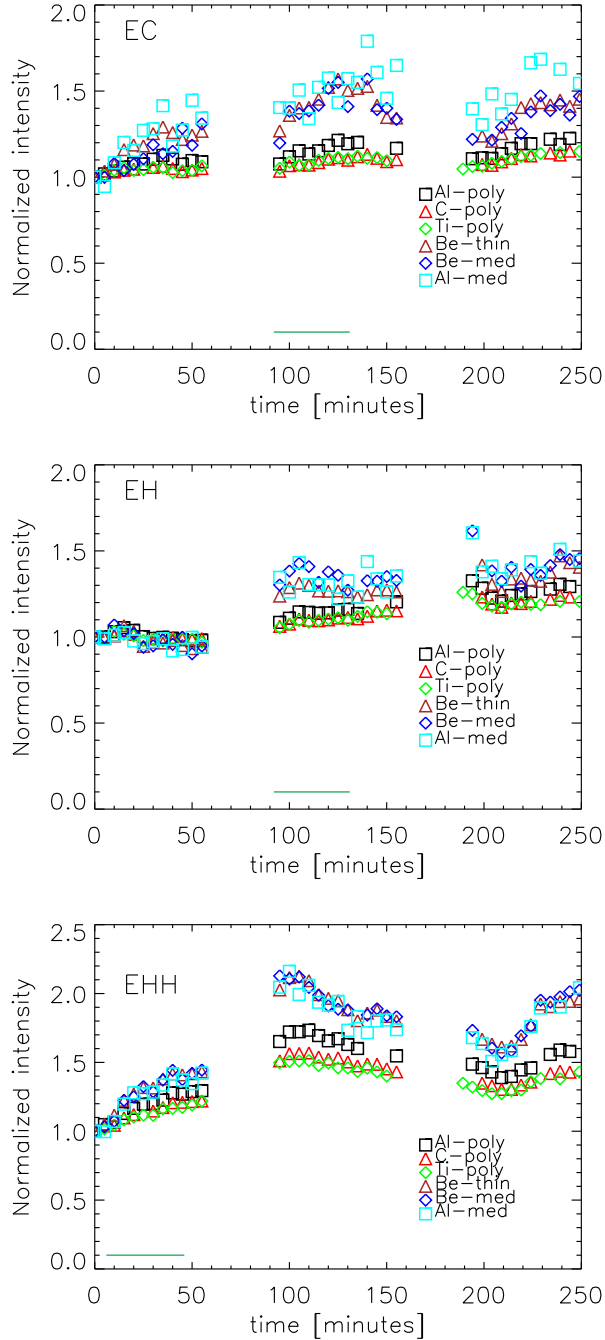 EC
Normalized intensity
2.0
1.5
1.0
0.5
0.0
Al-poly
C-poly
Ti-poly
Be-thin
Be-med
Al-med
0 50 100 150 200 250
time [minutes]
EH
Normalized intensity
2.0
1.5
1.0
0.5
0.0
Al-poly
C-poly
Ti-poly
Be-thin
Be-med
Al-med
0 50 100 150 200 250
time [minutes]
EHH
Normalized intensity
2.5
2.0
1.5
1.0
0.5
0.0
Al-poly
C-poly
Ti-poly
Be-thin
Be-med
Al-med
0 50 100 150 200 250
time [minutes]